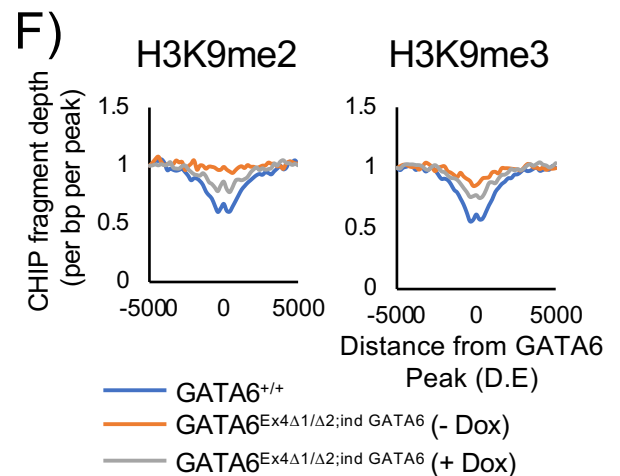 F)
H3K9me2 H3K9me3
CHIP fragment depth
(per bp per peak)
1.5 1.5
1 1
0.5 0.5
0 0
-5000 0 5000 -5000 0 5000
Distance from GATA6
Peak (D.E)
GATA6+/+
GATA6Ex4Δ1/Δ2;ind GATA6 (- Dox)
GATA6Ex4Δ1/Δ2;ind GATA6 (+ Dox)